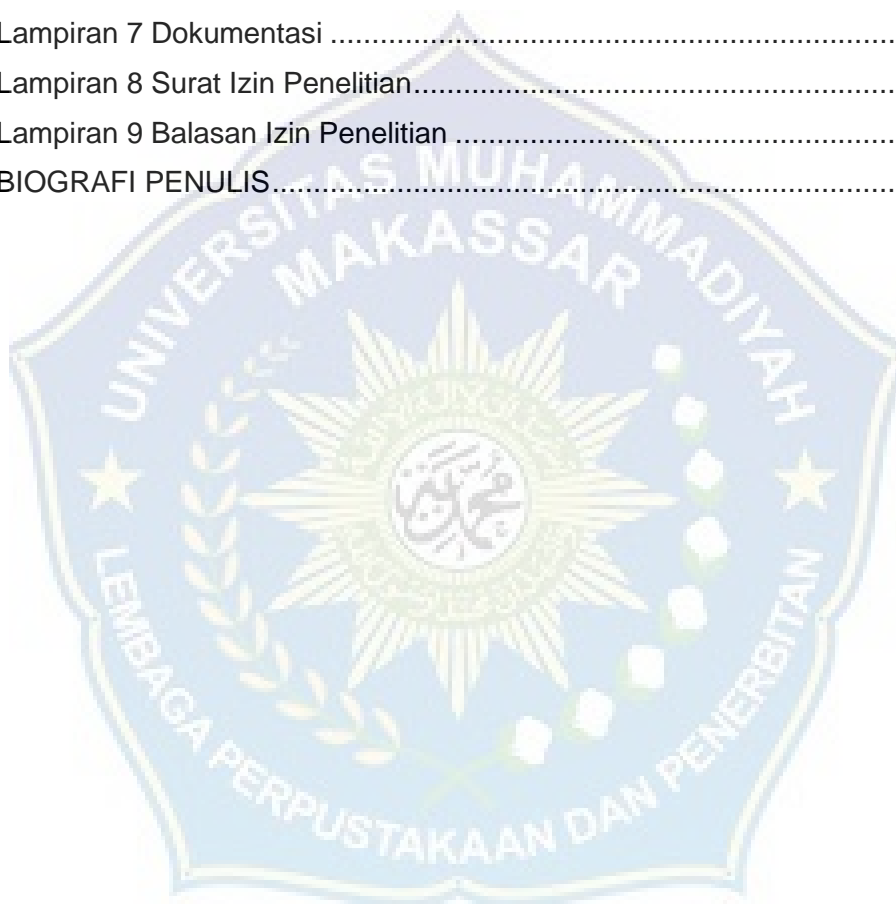 Lampiran 7 Dokumentasi ........................................................................
Lampiran 8 Surat Izin Penelitian..............................................................
Lampiran 9 Balasan Izin Penelitian .........................................................
BIOGRAFI PENULIS...............................................................................
UNIVERSITAS MUHAMMADIYAH
MAKASSAR
LEMBAGA PERPUSTAKAAN DAN PENERBITAN